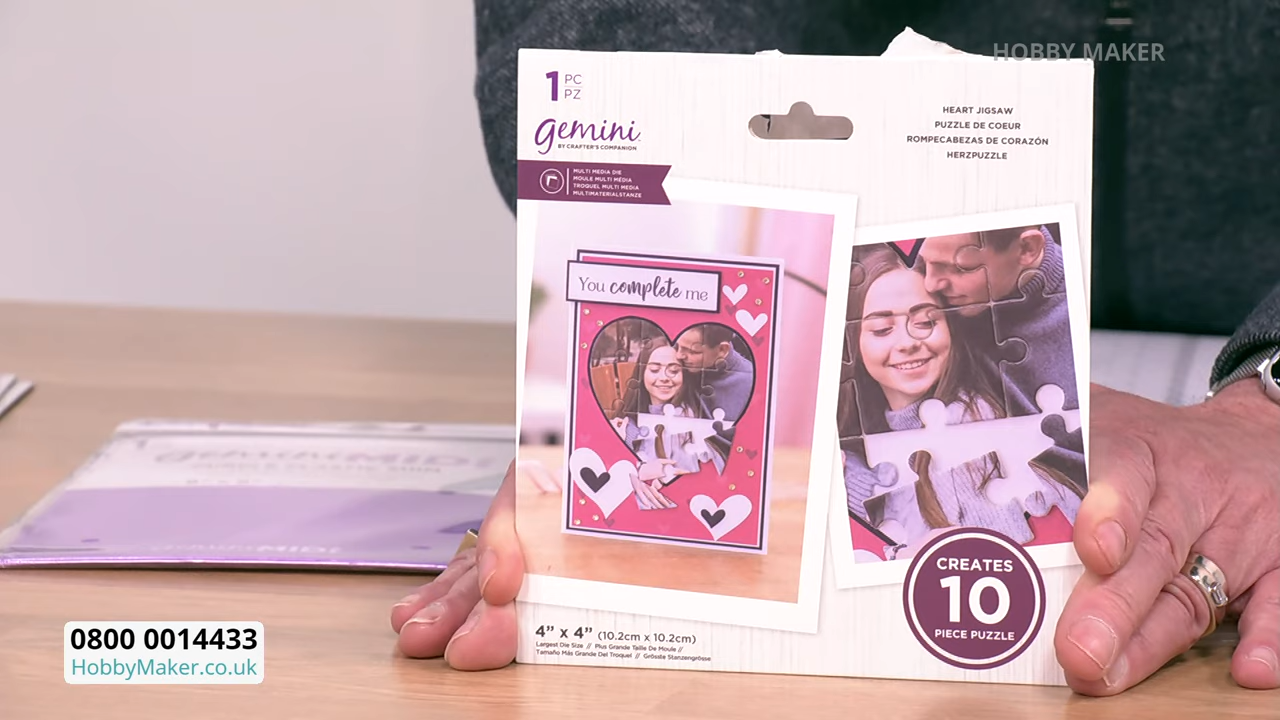 HOBBY MAKER
1 PC
PZ
gemini
BY CRAFTER'S COMPANION
HEART JIGSAW
PUZZLE DE COEUR
ROMPECABEZAS DE CORAZÓN
HERZPUZZLE
MULTI MEDIA DIE
MOULE MULTI MÉDIA
TROQUEL MULTI MEDIA
MULTIMATERIALSTANZE
You complete me
CREATES
10
PIECE PUZZLE
4” x 4” (10.2cm x 10.2cm)
Largest Die Size // Plus Grande Taille De Moule //
Tamaño Más Grande Del Troquel // Grösste Stanzengrösse
0800 0014433
HobbyMaker.co.uk